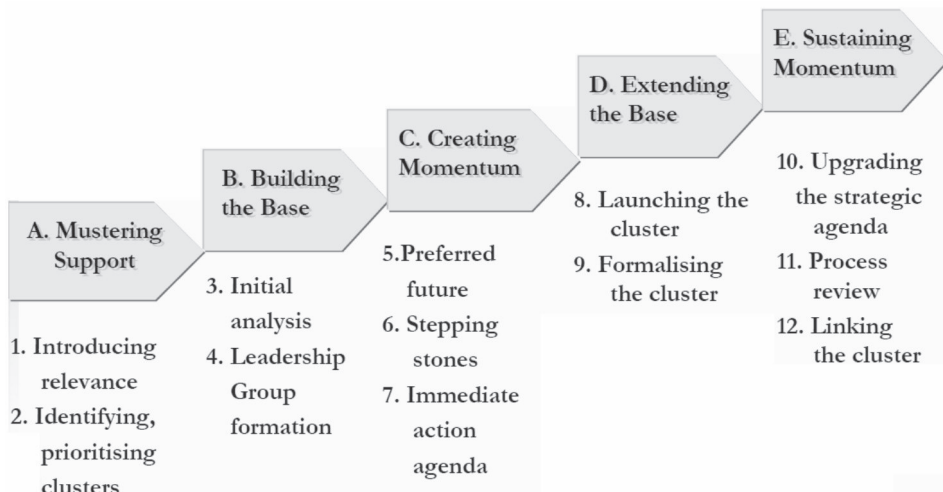 A. Mustering
Support
1. Introducing
relevance
2. Identifying,
prioritising
clusters
B. Building
the Base
3. Initial
analysis
4. Leadership
Group
formation
C. Creating
Momentum
5.Preferred
future
6. Stepping
stones
7. Immediate
action
agenda
D. Extending
the Base
8. Launching the
cluster
9. Formalising
the cluster
E. Sustaining
Momentum
10. Upgrading
the strategic
agenda
11. Process
review
12. Linking
the cluster